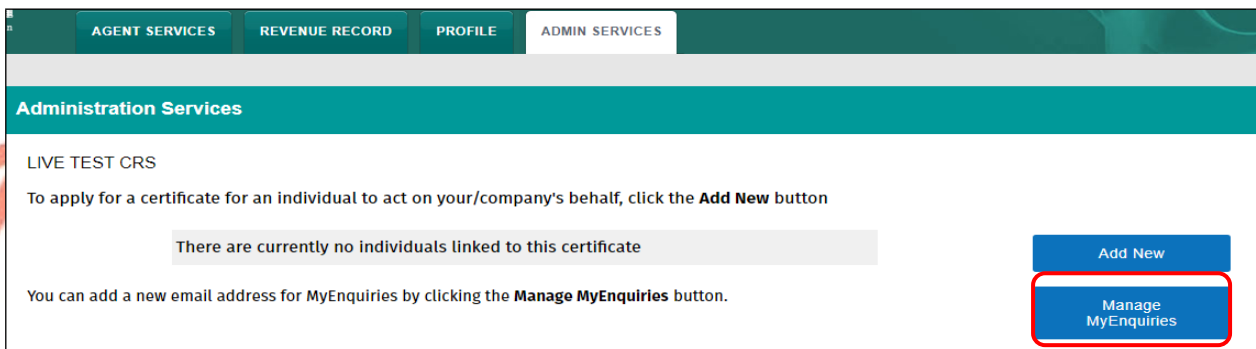 AGENT SERVICES REVENUE RECORD PROFILE ADMIN SERVICES
Administration Services
LIVE TEST CRS
To apply for a certificate for an individual to act on your/company's behalf, click the Add New button
There are currently no individuals linked to this certificate
Add New
You can add a new email address for MyEnquiries by clicking the Manage MyEnquiries button.
Manage
MyEnquiries